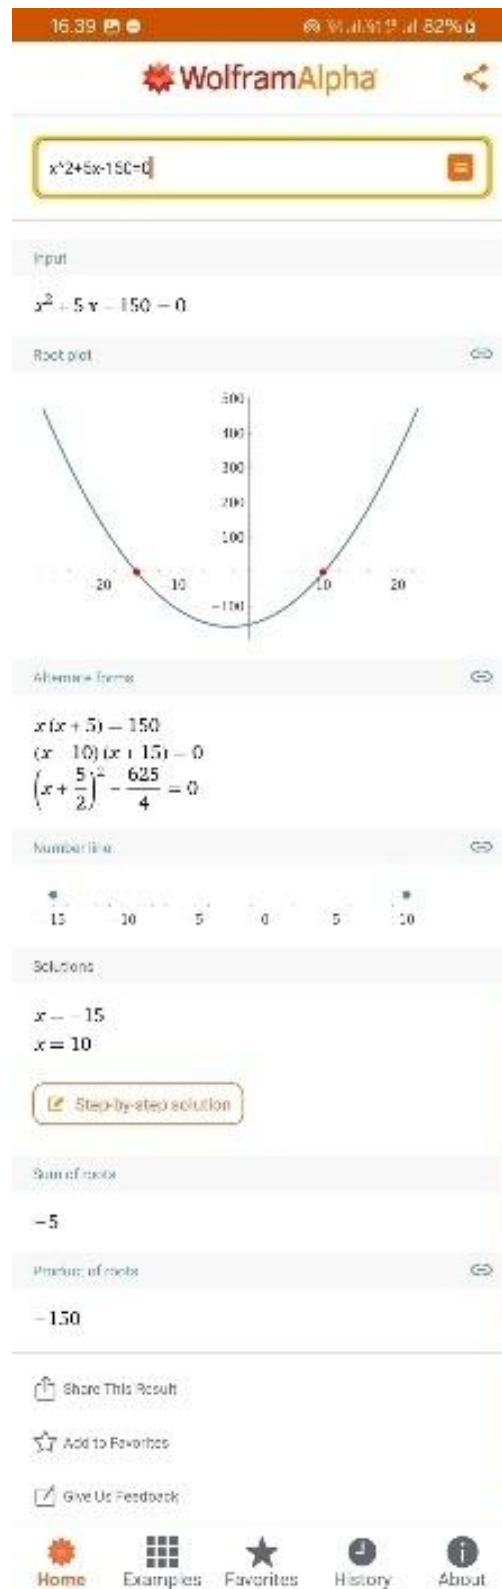 16.39 82%
WolframAlpha
x^2+5x-150=0
Input
x² + 5 x - 150 = 0
Root plot
500
400
300
200
100
-20 -10 10 20
-100
Alternate forms
x (x + 5) = 150
(x - 10) (x + 15) = 0
(x + 5/2)² - 625/4 = 0
Number line
-15 -10 -5 0 5 10
Solutions
x = -15
x = 10
Step-by-step solution
Sum of roots
-5
Product of roots
-150
Share This Result
Add to Favorites
Give Us Feedback
Home Examples Favorites History About